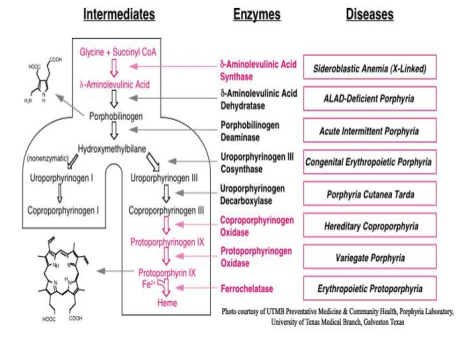 Intermediates
Enzymes
Diseases
Glycine + Succinyl CoA
δ-Aminolevulinic Acid
Synthase
Sideroblastic Anemia (X-Linked)
HOOC
COOH
H₂N
N
H
δ-Aminolevulinic Acid
δ-Aminolevulinic Acid
Dehydratase
ALAD-Deficient Porphyria
Porphobilinogen
Porphobilinogen
Deaminase
Acute Intermittent Porphyria
Hydroxymethylbilane
(nonenzymatic)
Uroporphyrinogen III
Cosynthase
Congenital Erythropoietic Porphyria
Uroporphyrinogen I
Uroporphyrinogen III
Uroporphyrinogen
Decarboxylase
Porphyria Cutanea Tarda
Coproporphyrinogen I
Coproporphyrinogen III
Coproporphyrinogen
Oxidase
Hereditary Coproporphyria
Protoporphyrinogen IX
Protoporphyrinogen
Oxidase
Variegate Porphyria
Protoporphyrin IX
Fe²⁺
Ferrochelatase
Erythropoietic Protoporphyria
Heme
HOOC
COOH
Photo courtesy of UTMB Preventative Medicine & Community Health, Porphyria Laboratory,
University of Texas Medical Branch, Galveston Texas